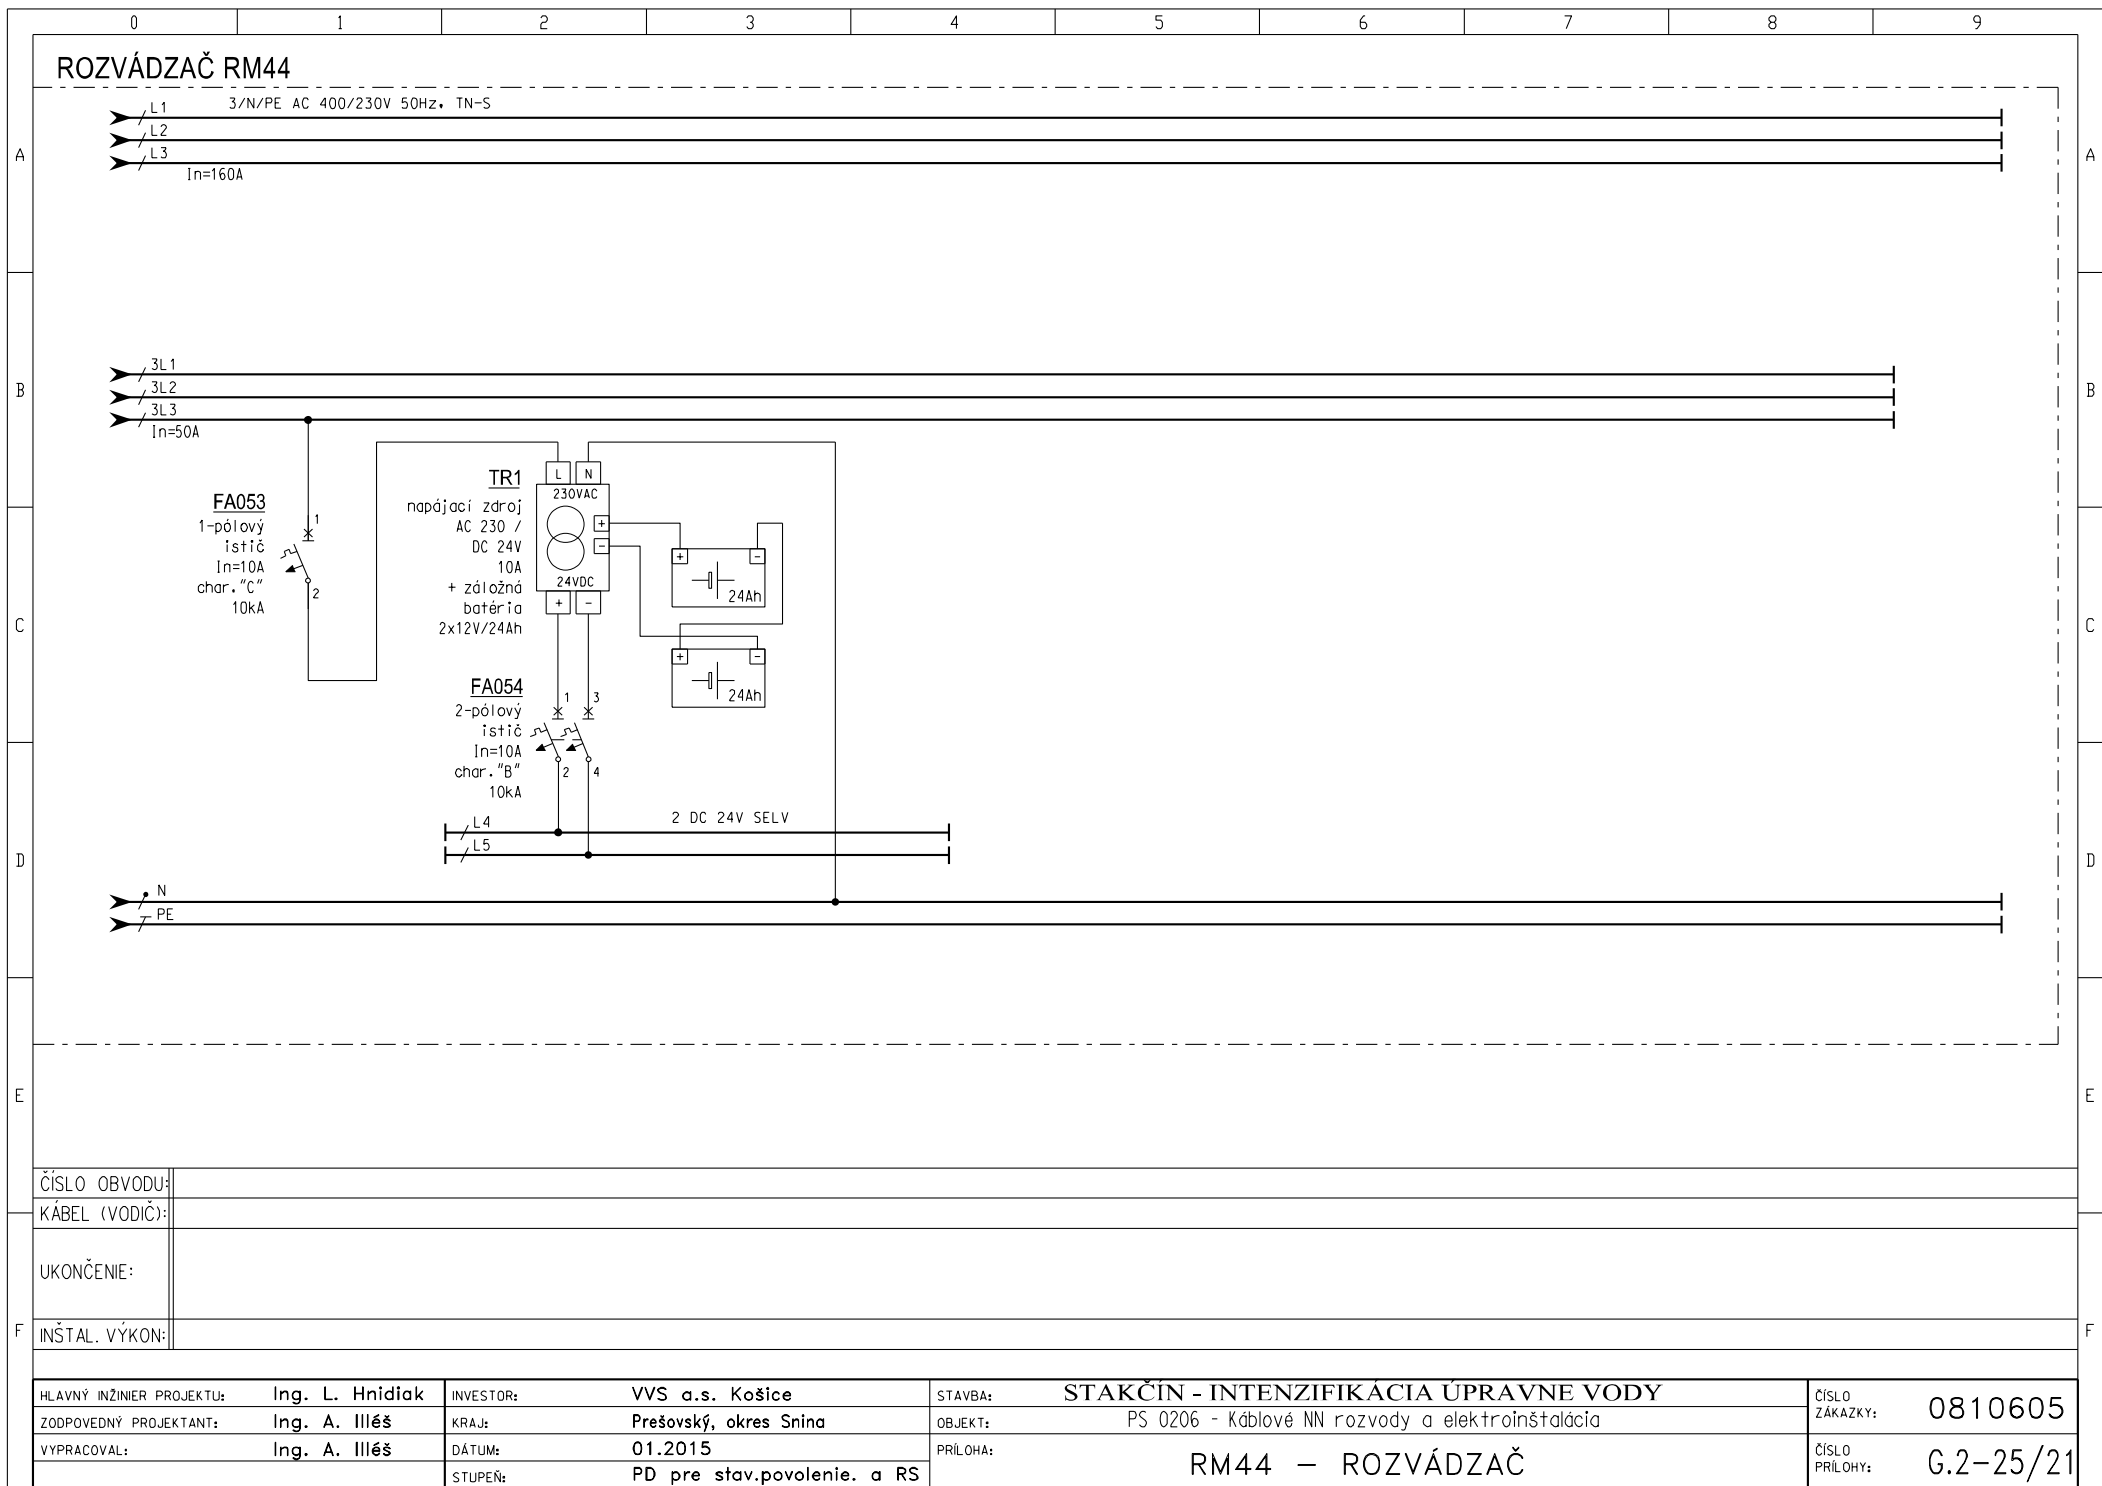 0 1 2 3 4 5 6 7 8 9
ROZVÁDZAČ RM44
L1 3/N/PE AC 400/230V 50Hz, TN-S
L2
L3
In=160A
A A
3L1
3L2
3L3
In=50A
B B
FA053
1-pólový
istič
In=10A
char."C"
10kA
1
2
TR1
napájací zdroj
AC 230 /
DC 24V
10A
+ záložná
batéria
2x12V/24Ah
L N
230VAC
+
-
24VDC
+ -
+ -
24Ah
+ -
24Ah
C C
FA054
2-pólový
istič
In=10A
char."B"
10kA
1 3
2 4
L4 2 DC 24V SELV
L5
D D
N
PE
E E
ČÍSLO OBVODU:
KÁBEL (VODIČ):
UKONČENIE:
F INŠTAL. VÝKON: F
HLAVNÝ INŽINIER PROJEKTU: Ing. L. Hnidiak
ZODPOVEDNÝ PROJEKTANT: Ing. A. Illéš
VYPRACOVAL: Ing. A. Illéš
INVESTOR: VVS a.s. Košice
KRAJ: Prešovský, okres Snina
DÁTUM: 01.2015
STUPEŇ: PD pre stav.povolenie. a RS
STAVBA: STAKČÍN - INTENZIFIKÁCIA ÚPRAVNE VODY
OBJEKT: PS 0206 - Káblové NN rozvody a elektroinštalácia
PRÍLOHA: RM44 – ROZVÁDZAČ
ČÍSLO
ZÁKAZKY: 0810605
ČÍSLO
PRÍLOHY: G.2-25/21